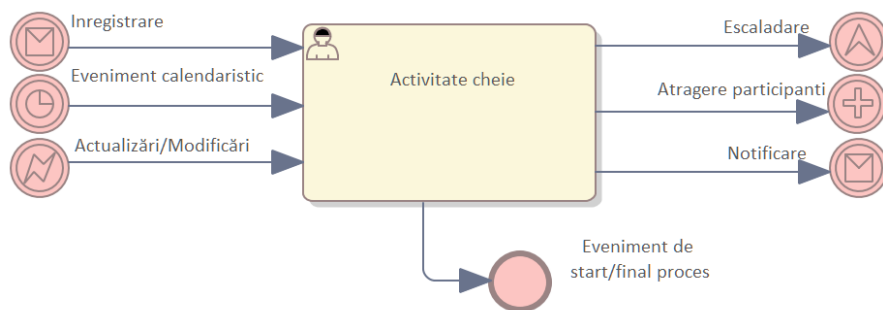 Inregistrare
Escaladare
Eveniment calendaristic
Activitate cheie
Atragere participanti
Actualizări/Modificări
Notificare
Eveniment de
start/final proces